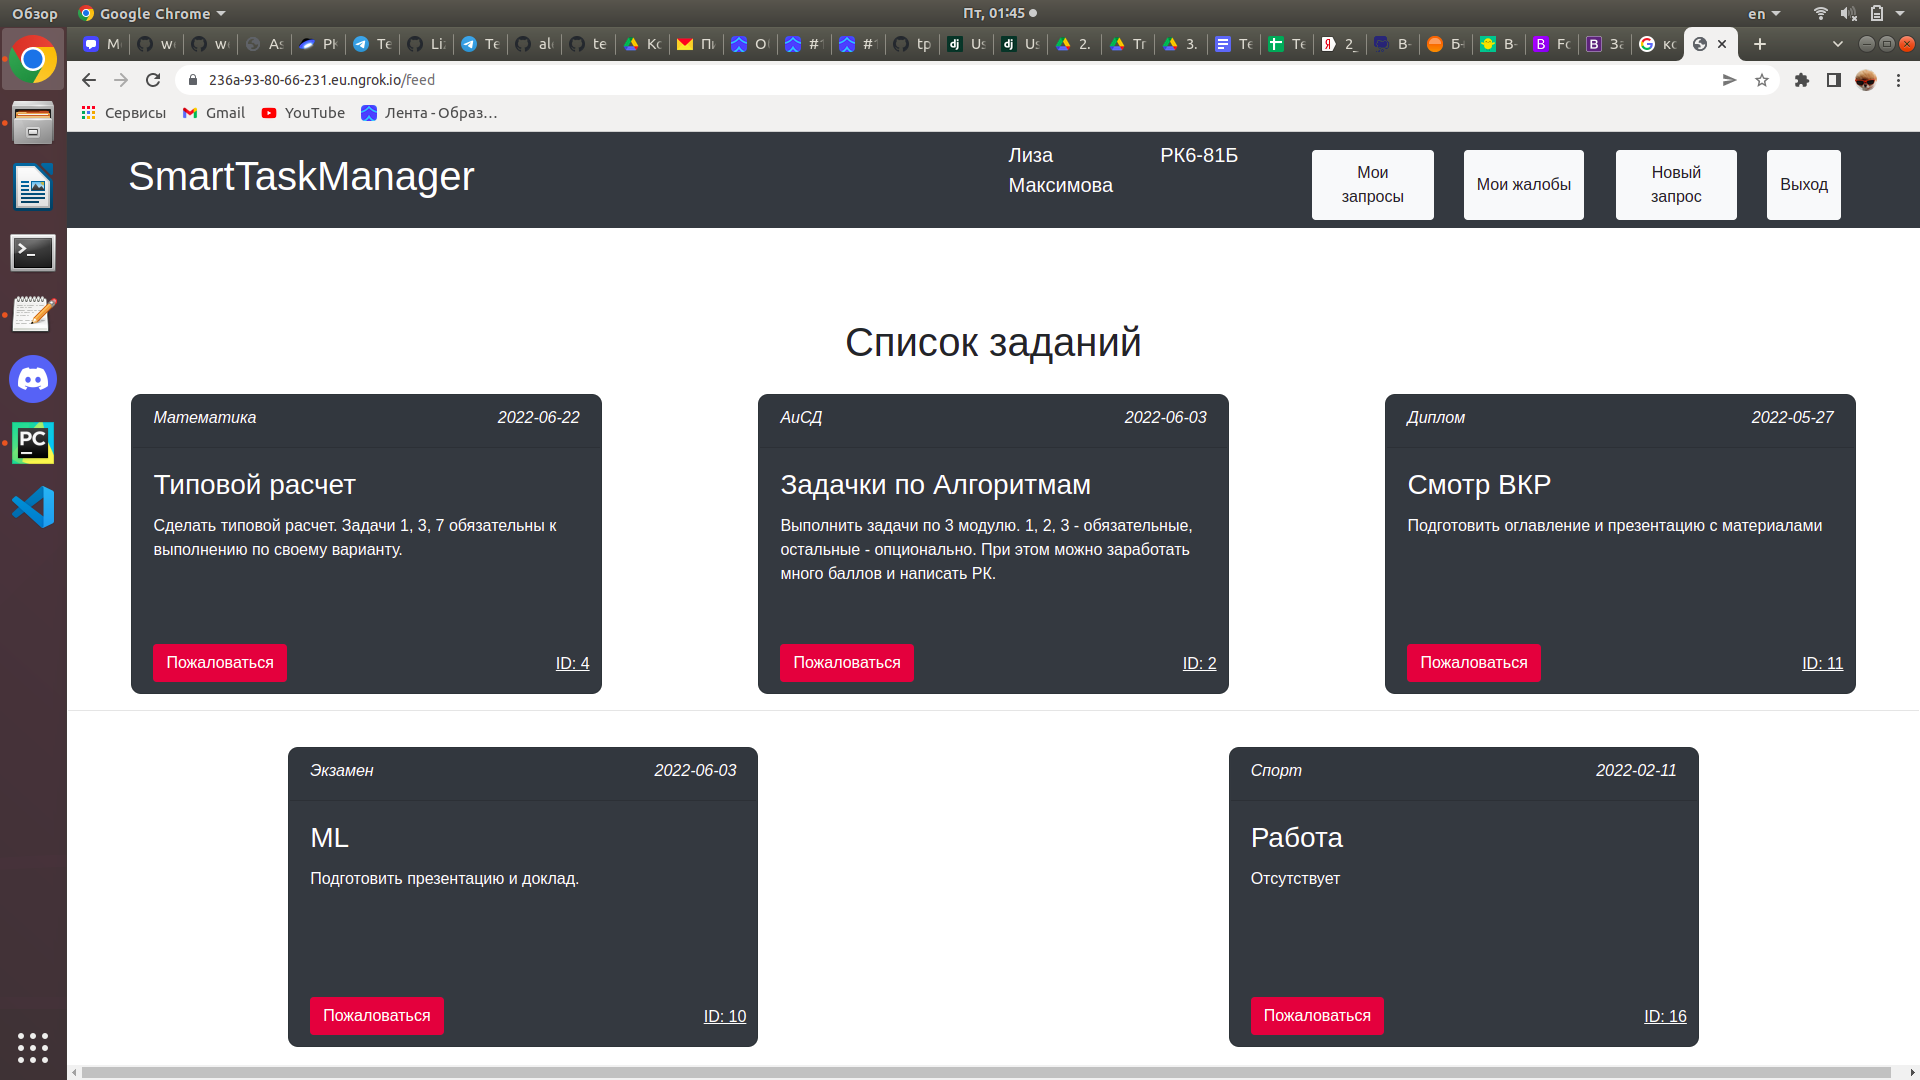 Обзор
Google Chrome
Пт, 01:45
en
236a-93-80-66-231.eu.ngrok.io/feed
Сервисы
Gmail
YouTube
Лента - Образ…
SmartTaskManager
Лиза
Максимова
РК6-81Б
Мои
запросы
Мои жалобы
Новый
запрос
Выход
Список заданий
Математика
2022-06-22
Типовой расчет
Сделать типовой расчет. Задачи 1, 3, 7 обязательны к
выполнению по своему варианту.
Пожаловаться
ID: 4
АиСД
2022-06-03
Задачки по Алгоритмам
Выполнить задачи по 3 модулю. 1, 2, 3 - обязательные,
остальные - опционально. При этом можно заработать
много баллов и написать РК.
Пожаловаться
ID: 2
Диплом
2022-05-27
Смотр ВКР
Подготовить оглавление и презентацию с материалами
Пожаловаться
ID: 11
Экзамен
2022-06-03
ML
Подготовить презентацию и доклад.
Пожаловаться
ID: 10
Спорт
2022-02-11
Работа
Отсутствует
Пожаловаться
ID: 16